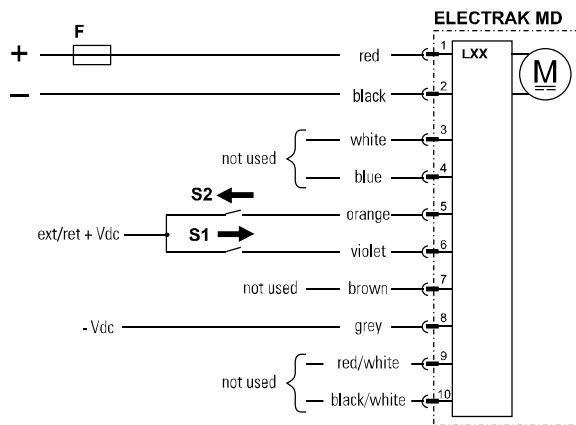 ELECTRAK MD
F
+ red 1 LXX
M
− black 2
white 3
not used
blue 4
S2
orange 5
ext/ret + Vdc
S1
violet 6
not used brown 7
- Vdc grey 8
red/white 9
not used
black/white 10